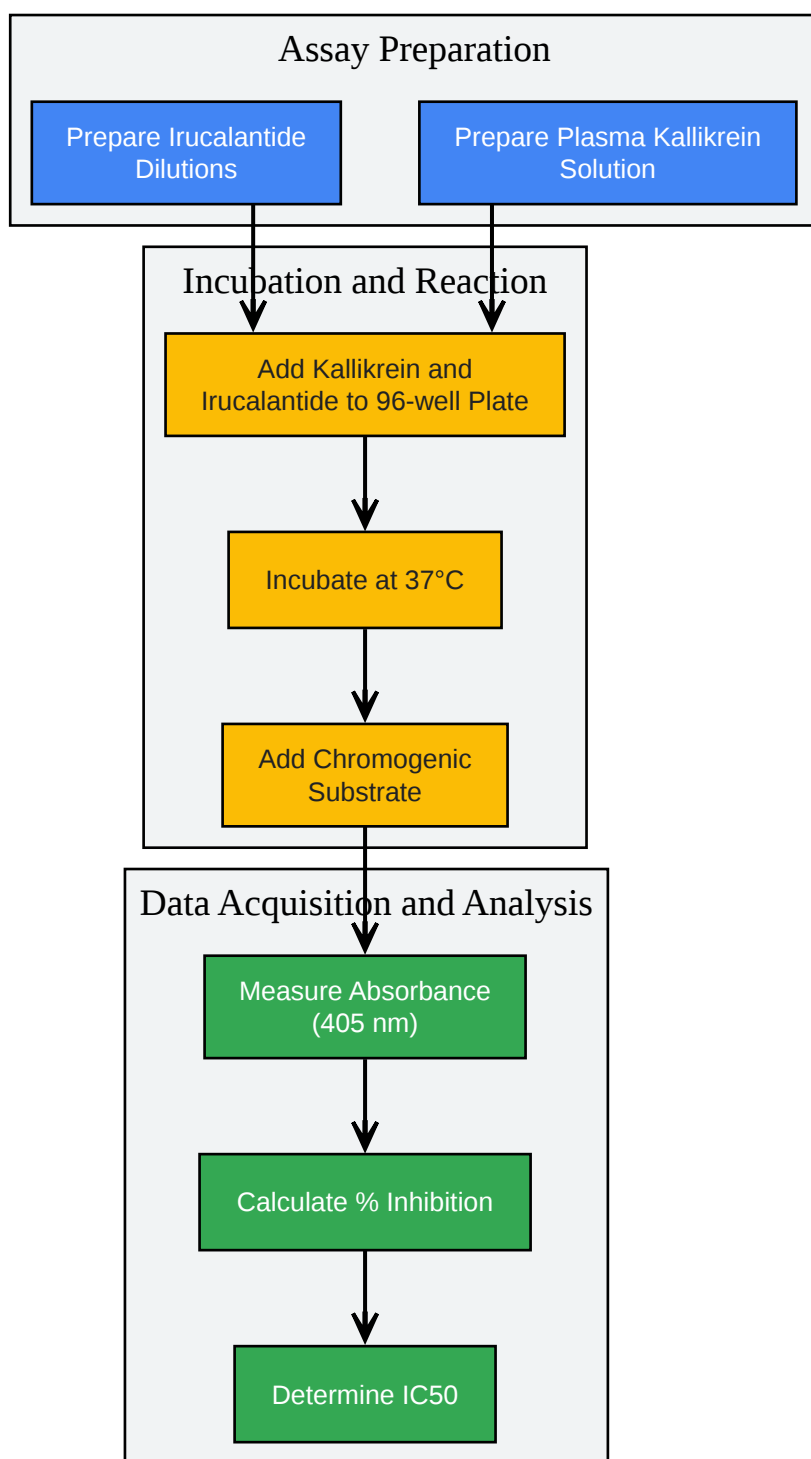 Assay Preparation
Prepare Irucalantide
Dilutions
Prepare Plasma Kallikrein
Solution
Incubation and Reaction
Add Kallikrein and
Irucalantide to 96-well Plate
Incubate at 37°C
Add Chromogenic
Substrate
Data Acquisition and Analysis
Measure Absorbance
(405 nm)
Calculate % Inhibition
Determine IC50